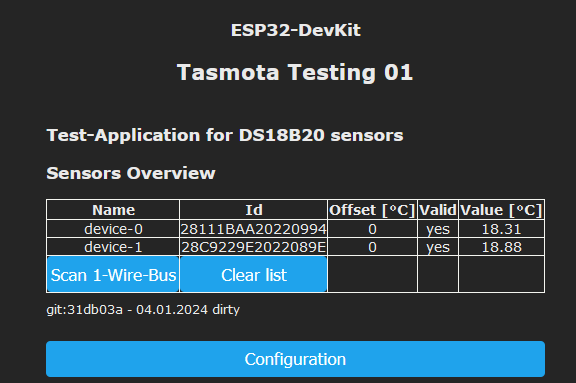 ESP32-DevKit
Tasmota Testing 01
Test-Application for DS18B20 sensors
Sensors Overview
Name Id Offset [°C] Valid Value [°C]
device-0 28111BAA20220994 0 yes 18.31
device-1 28C9229E2022089E 0 yes 18.88
Scan 1-Wire-Bus Clear list
git:31db03a - 04.01.2024 dirty
Configuration